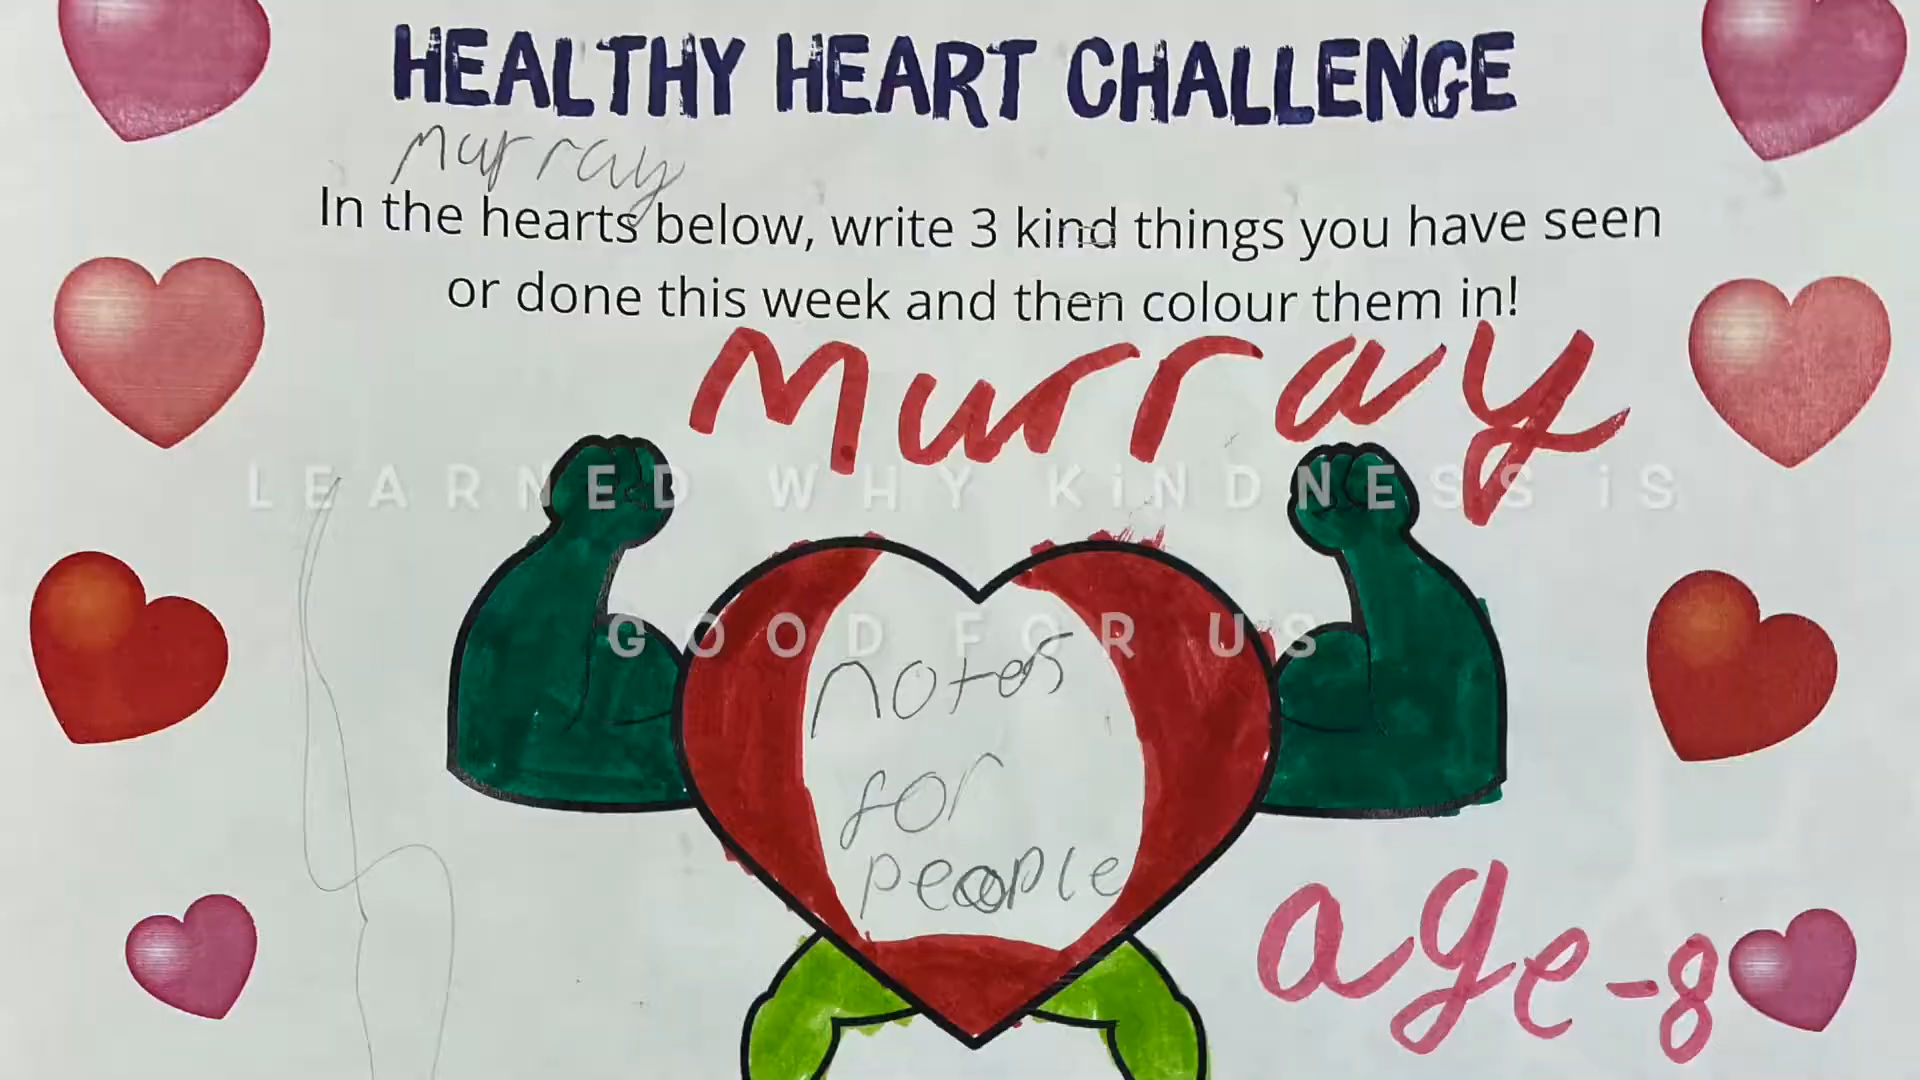 HEALTHY HEART CHALLENGE
Murray
In the hearts below, write 3 kind things you have seen
or done this week and then colour them in!
Murray
LEARNED WHY KiNDNESS iS
GOOD FOR US
notes
for
people
age-8